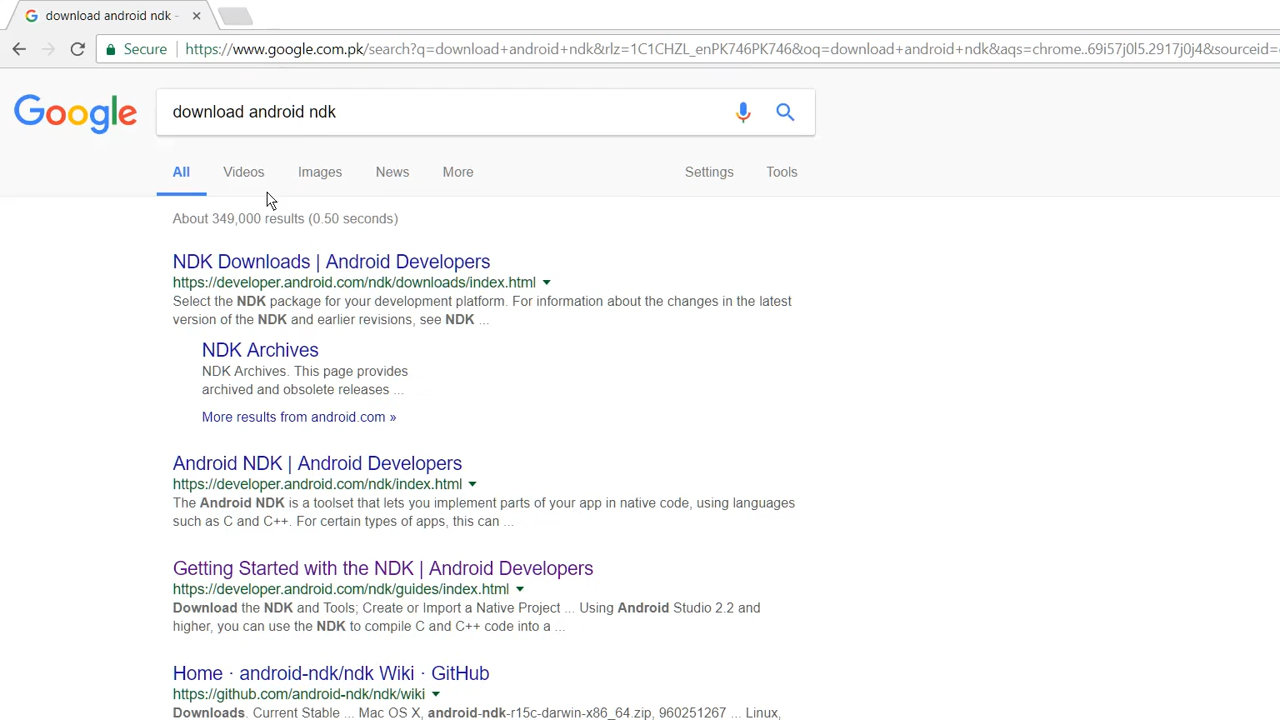 download android ndk -
Secure
https://www.google.com.pk/search?q=download+android+ndk&rlz=1C1CHZL_enPK746PK746&oq=download+android+ndk&aqs=chrome..69i57j0l5.2917j0j4&sourceid=
Google
download android ndk
All Videos Images News More Settings Tools
About 349,000 results (0.50 seconds)
NDK Downloads | Android Developers
https://developer.android.com/ndk/downloads/index.html
Select the NDK package for your development platform. For information about the changes in the latest
version of the NDK and earlier revisions, see NDK ...
NDK Archives
NDK Archives. This page provides
archived and obsolete releases ...
More results from android.com »
Android NDK | Android Developers
https://developer.android.com/ndk/index.html
The Android NDK is a toolset that lets you implement parts of your app in native code, using languages
such as C and C++. For certain types of apps, this can ...
Getting Started with the NDK | Android Developers
https://developer.android.com/ndk/guides/index.html
Download the NDK and Tools; Create or Import a Native Project ... Using Android Studio 2.2 and
higher, you can use the NDK to compile C and C++ code into a ...
Home · android-ndk/ndk Wiki · GitHub
https://github.com/android-ndk/ndk/wiki
Downloads. Current Stable ... Mac OS X, android-ndk-r15c-darwin-x86_64.zip, 960251267 ... Linux,